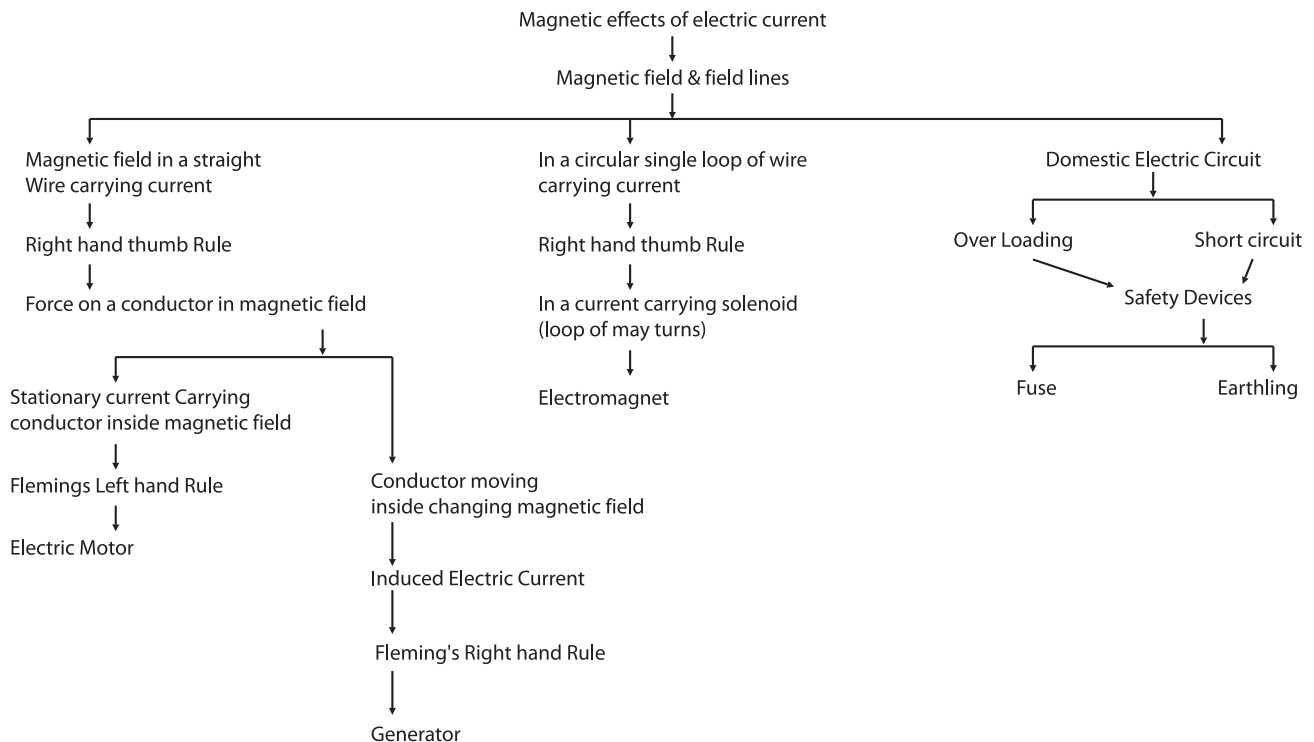 Magnetic effects of electric current
Magnetic field & field lines
Magnetic field in a straight
Wire carrying current
Right hand thumb Rule
Force on a conductor in magnetic field
Stationary current Carrying
conductor inside magnetic field
Flemings Left hand Rule
Electric Motor
Conductor moving
inside changing magnetic field
Induced Electric Current
Fleming's Right hand Rule
Generator
In a circular single loop of wire
carrying current
Right hand thumb Rule
In a current carrying solenoid
(loop of may turns)
Electromagnet
Domestic Electric Circuit
Over Loading
Short circuit
Safety Devices
Fuse
Earthling